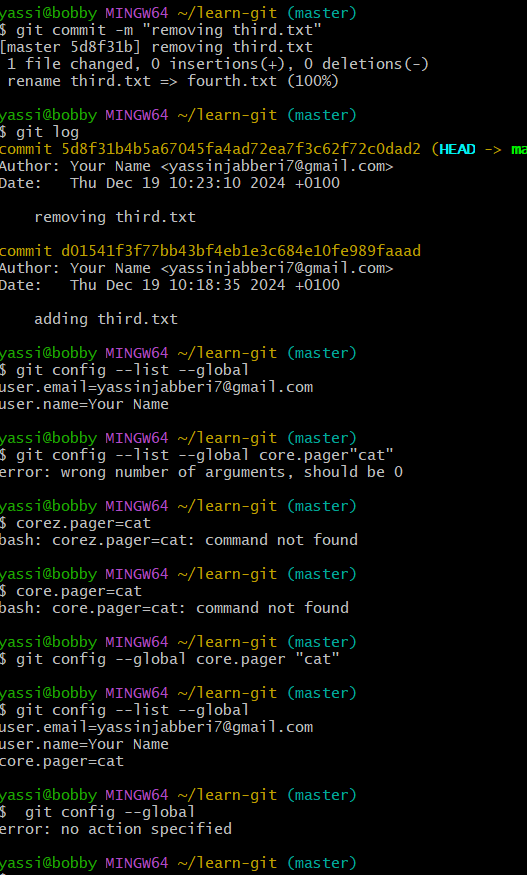 yassi@bobby MINGW64 ~/learn-git (master)
$ git commit -m "removing third.txt"
[master 5d8f31b] removing third.txt
 1 file changed, 0 insertions(+), 0 deletions(-)
 rename third.txt => fourth.txt (100%)

yassi@bobby MINGW64 ~/learn-git (master)
$ git log
commit 5d8f31b4b5a67045fa4ad72ea7f3c62f72c0dad2 (HEAD -> ma
Author: Your Name <yassinjabberi7@gmail.com>
Date:   Thu Dec 19 10:23:10 2024 +0100

    removing third.txt

commit d01541f3f77bb43bf4eb1e3c684e10fe989faaad
Author: Your Name <yassinjabberi7@gmail.com>
Date:   Thu Dec 19 10:18:35 2024 +0100

    adding third.txt

yassi@bobby MINGW64 ~/learn-git (master)
$ git config --list --global
user.email=yassinjabberi7@gmail.com
user.name=Your Name

yassi@bobby MINGW64 ~/learn-git (master)
$ git config --list --global core.pager"cat"
error: wrong number of arguments, should be 0

yassi@bobby MINGW64 ~/learn-git (master)
$ corez.pager=cat
bash: corez.pager=cat: command not found

yassi@bobby MINGW64 ~/learn-git (master)
$ core.pager=cat
bash: core.pager=cat: command not found

yassi@bobby MINGW64 ~/learn-git (master)
$ git config --global core.pager "cat"

yassi@bobby MINGW64 ~/learn-git (master)
$ git config --list --global
user.email=yassinjabberi7@gmail.com
user.name=Your Name
core.pager=cat

yassi@bobby MINGW64 ~/learn-git (master)
$  git config --global
error: no action specified

yassi@bobby MINGW64 ~/learn-git (master)